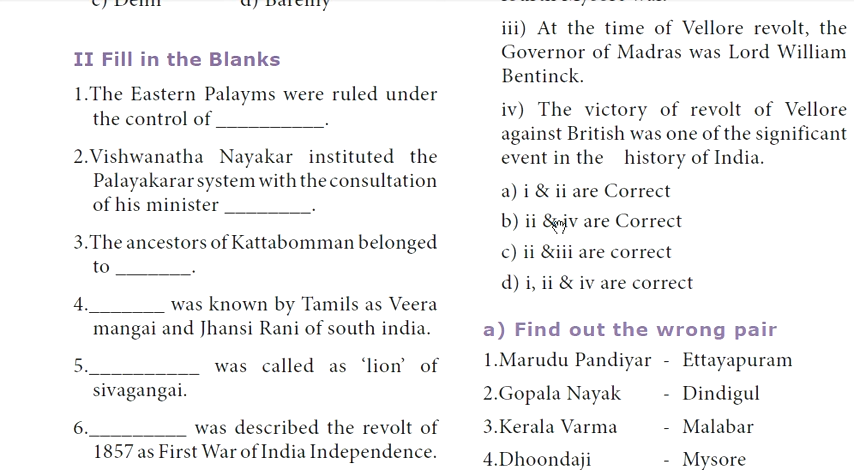 II Fill in the Blanks
1.The Eastern Palayms were ruled under
the control of __________.
2.Vishwanatha Nayakar instituted the
Palayakarar system with the consultation
of his minister ________.
3.The ancestors of Kattabomman belonged
to _______.
4._______ was known by Tamils as Veera
mangai and Jhansi Rani of south india.
5.__________ was called as ‘lion’ of
sivagangai.
6._________ was described the revolt of
1857 as First War of India Independence.
iii) At the time of Vellore revolt, the
Governor of Madras was Lord William
Bentinck.
iv) The victory of revolt of Vellore
against British was one of the significant
event in the history of India.
a) i & ii are Correct
b) ii & iv are Correct
c) ii &iii are correct
d) i, ii & iv are correct
a) Find out the wrong pair
1.Marudu Pandiyar - Ettayapuram
2.Gopala Nayak - Dindigul
3.Kerala Varma - Malabar
4.Dhoondaji - Mysore